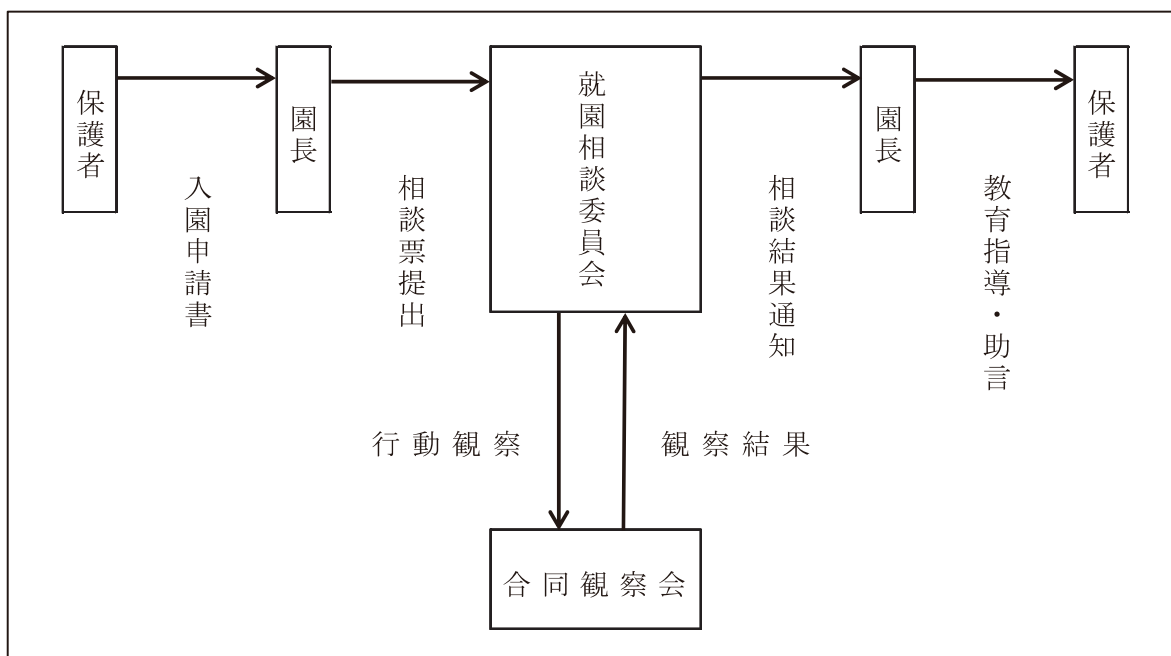 保護者
入園申請書
園長
相談票提出
就園相談委員会
相談結果通知
園長
教育指導・助言
保護者
行動観察
観察結果
合同観察会